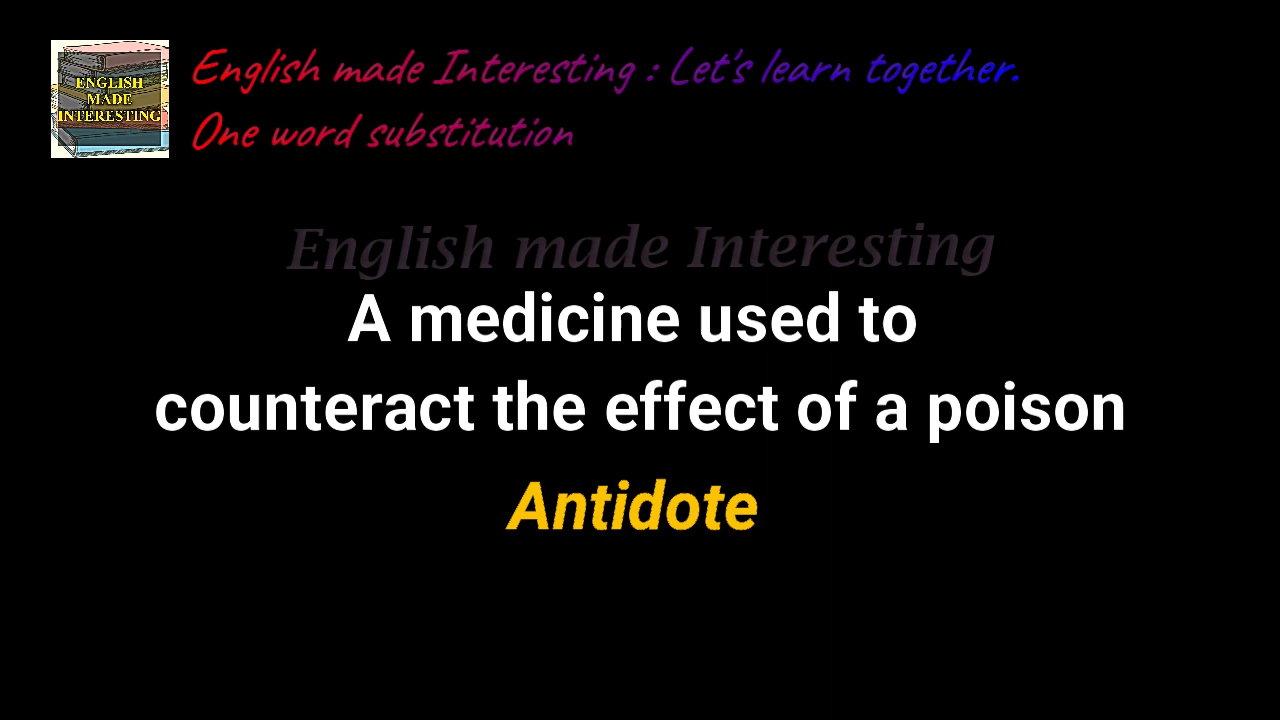 ENGLISH
MADE
INTERESTING
English made Interesting : Let's learn together.
One word substitution
English made Interesting
A medicine used to
counteract the effect of a poison
Antidote